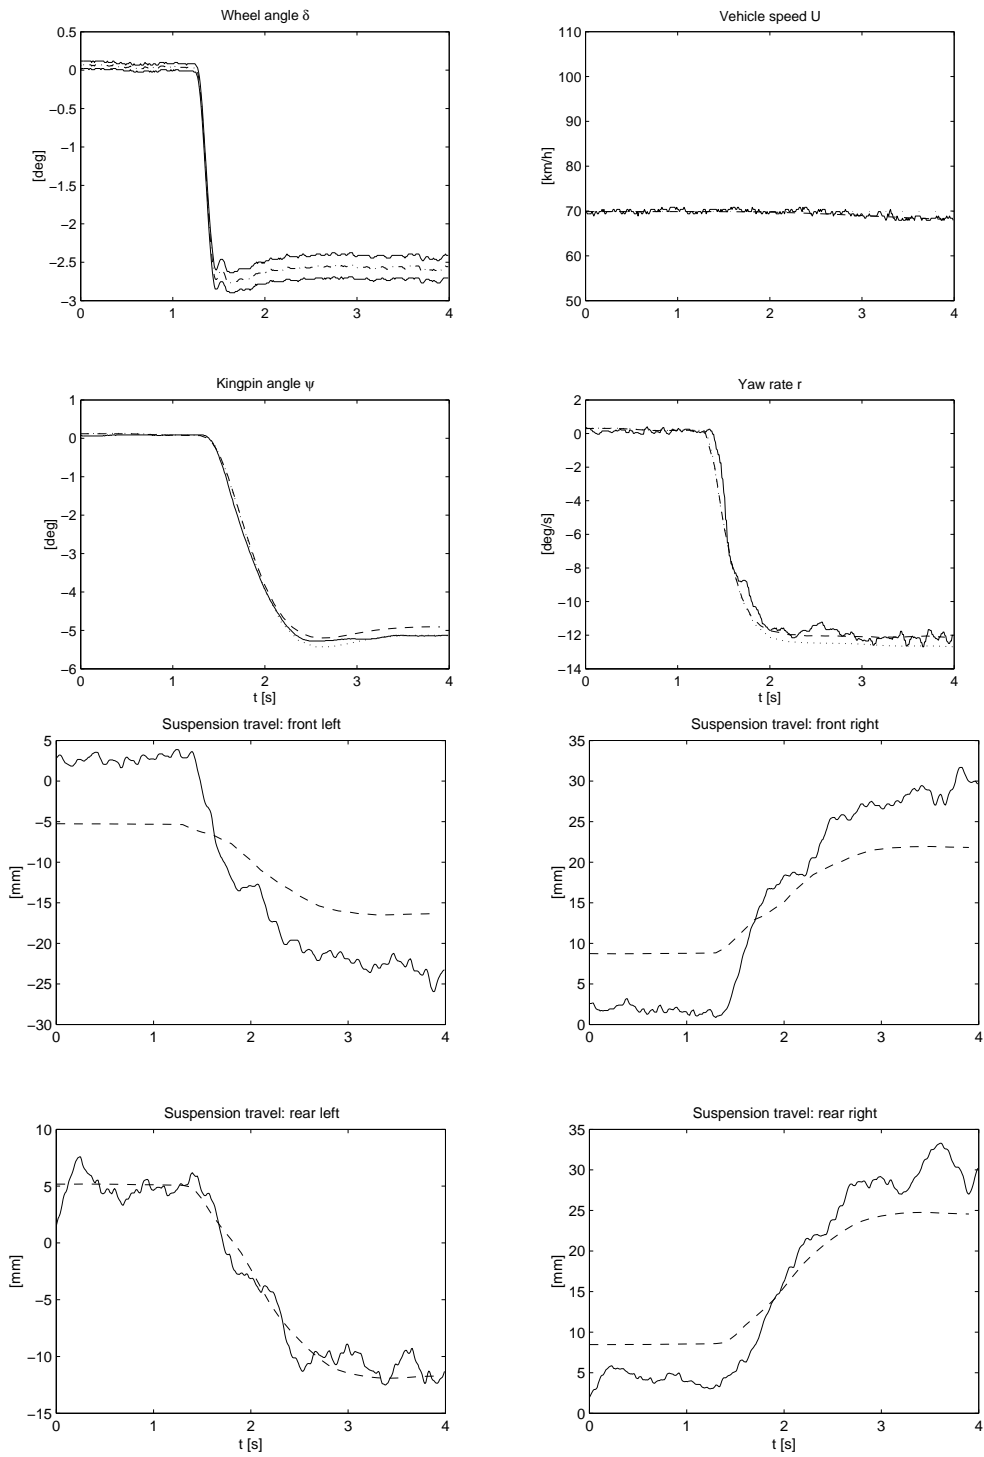 Wheel angle δ
0.5
0
−0.5
−1
−1.5
−2
−2.5
−3
[deg]
0 1 2 3 4
Vehicle speed U
110
100
90
80
70
60
50
[km/h]
0 1 2 3 4
Kingpin angle ψ
1
0
−1
−2
−3
−4
−5
−6
[deg]
0 1 2 3 4
t [s]
Yaw rate r
2
0
−2
−4
−6
−8
−10
−12
−14
[deg/s]
0 1 2 3 4
t [s]
Suspension travel: front left
5
0
−5
−10
−15
−20
−25
−30
[mm]
0 1 2 3 4
Suspension travel: front right
35
30
25
20
15
10
5
0
[mm]
0 1 2 3 4
Suspension travel: rear left
10
5
0
−5
−10
−15
[mm]
0 1 2 3 4
t [s]
Suspension travel: rear right
35
30
25
20
15
10
5
0
[mm]
0 1 2 3 4
t [s]